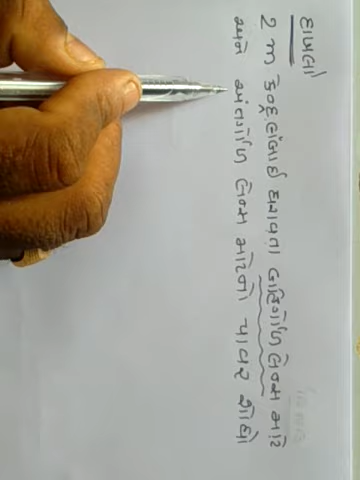 દાખલો
2 m કેન્દ્રલંબાઈ ધરાવતા બહિર્ગોળ લેન્સ માટે
અને અંતર્ગોળ લેન્સ માટેનો પાવર શોધો